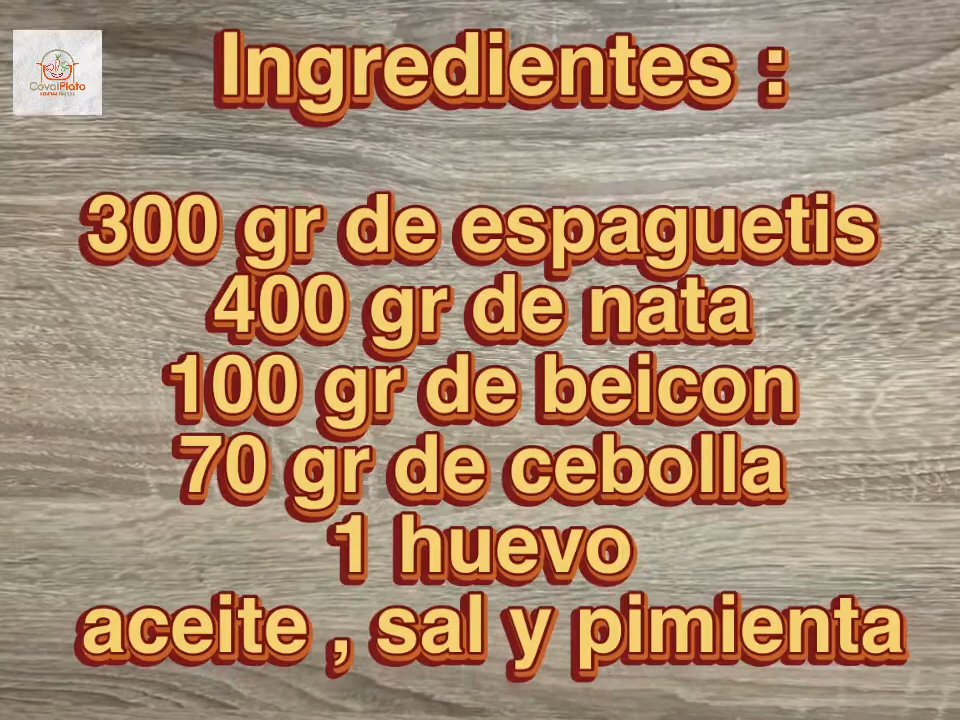 CovalPlato
Ingredientes :
300 gr de espaguetis
400 gr de nata
100 gr de beicon
70 gr de cebolla
1 huevo
aceite , sal y pimienta